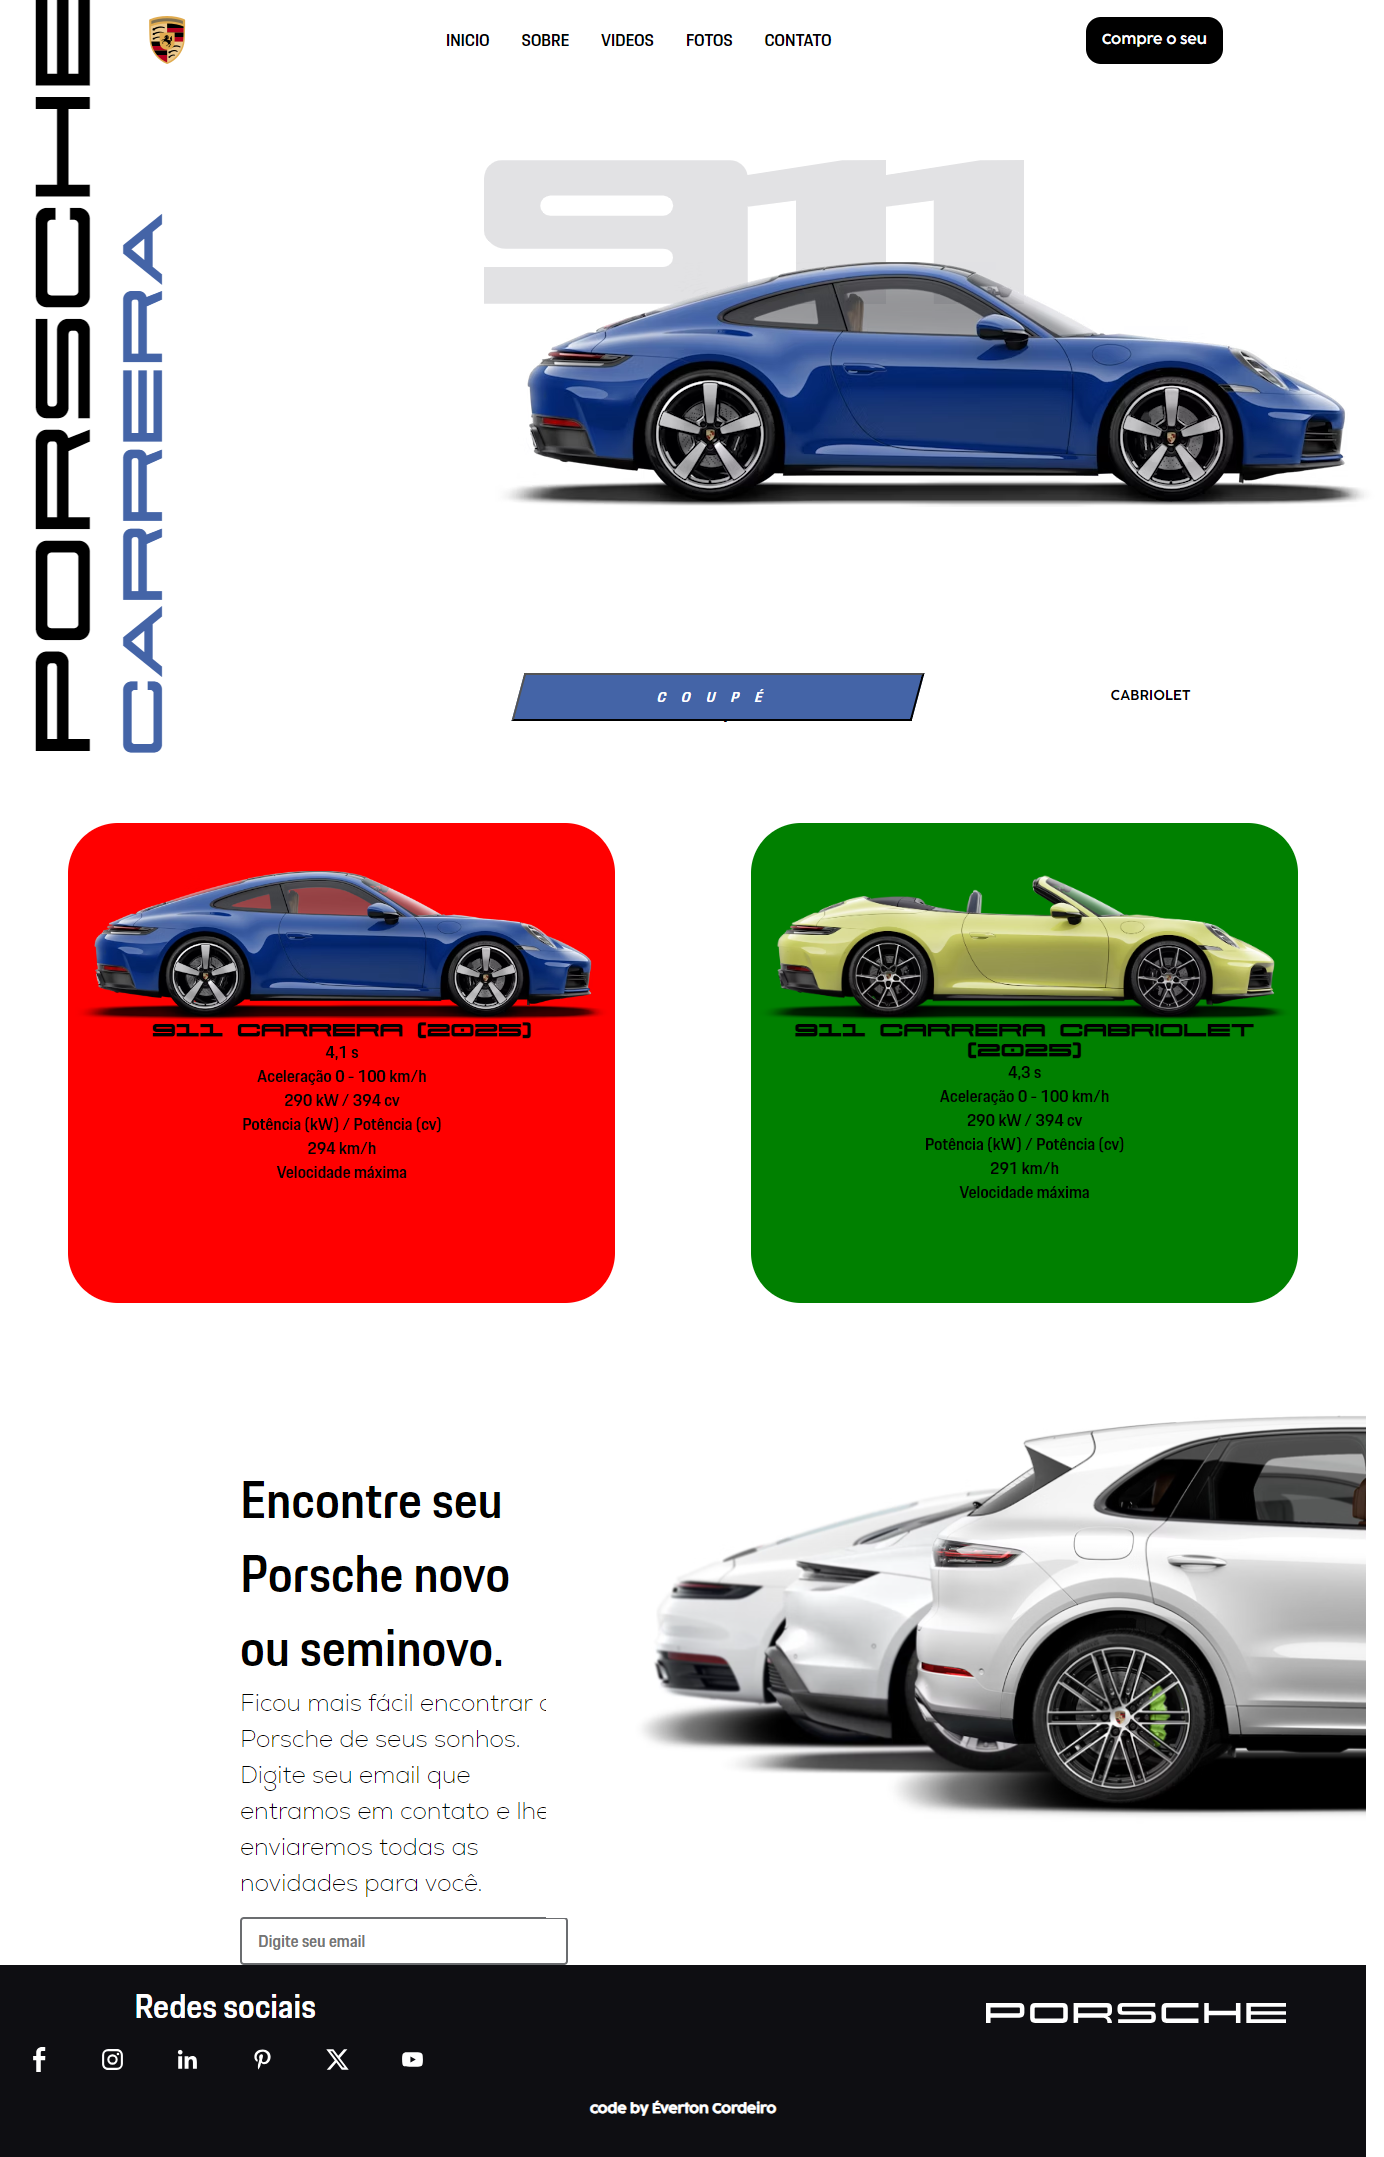 INICIO
SOBRE
VIDEOS
FOTOS
CONTATO
Compre o seu
PORSCHE
CARRERA
911
COUPÉ
CABRIOLET
911 CARRERA (2025)
4,1 s
Aceleração 0 - 100 km/h
290 kW / 394 cv
Potência (kW) / Potência (cv)
294 km/h
Velocidade máxima
911 CARRERA CABRIOLET
(2025)
4,3 s
Aceleração 0 - 100 km/h
290 kW / 394 cv
Potência (kW) / Potência (cv)
291 km/h
Velocidade máxima
Encontre seu
Porsche novo
ou seminovo.
Ficou mais fácil encontrar
Porsche de seus sonhos.
Digite seu email que
entramos em contato e lhe
enviaremos todas as
novidades para você.
Digite seu email
Redes sociais
PORSCHE
code by Éverton Cordeiro